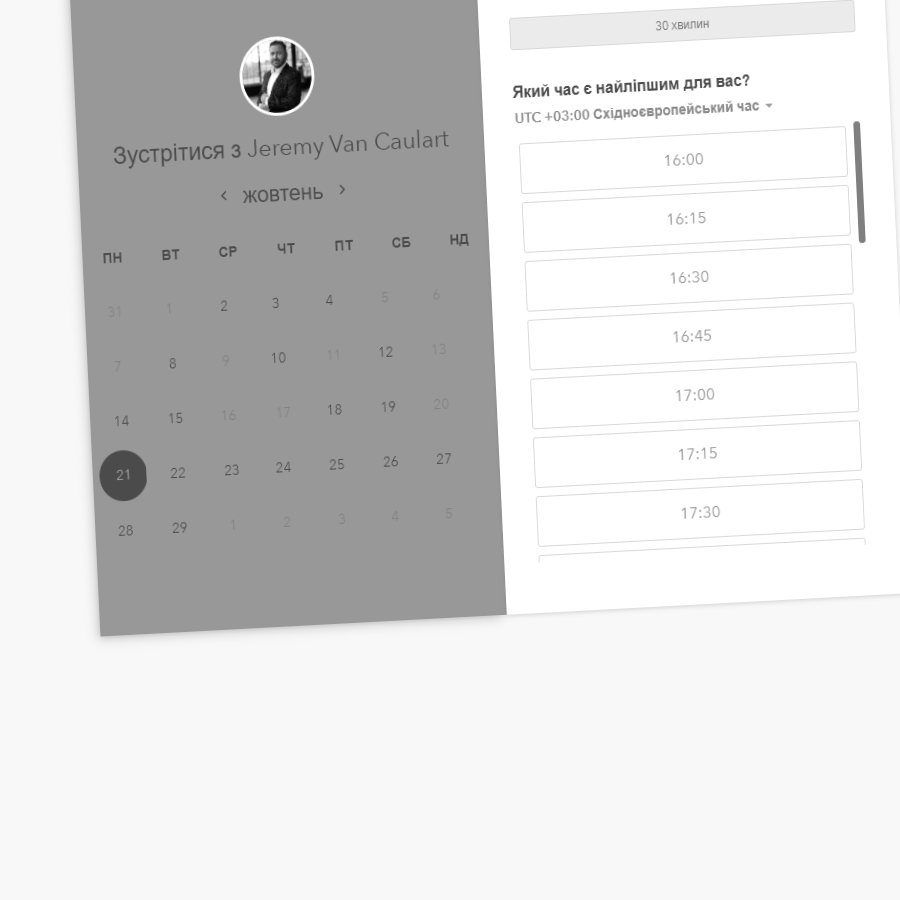 Зустрітися з Jeremy Van Caulart
‹ жовтень ›
ПН ВТ СР ЧТ ПТ СБ НД
31 1 2 3 4 5 6
7 8 9 10 11 12 13
14 15 16 17 18 19 20
21 22 23 24 25 26 27
28 29 1 2 3 4 5
30 хвилин
Який час є найліпшим для вас?
UTC +03:00 Східноєвропейський час
16:00
16:15
16:30
16:45
17:00
17:15
17:30